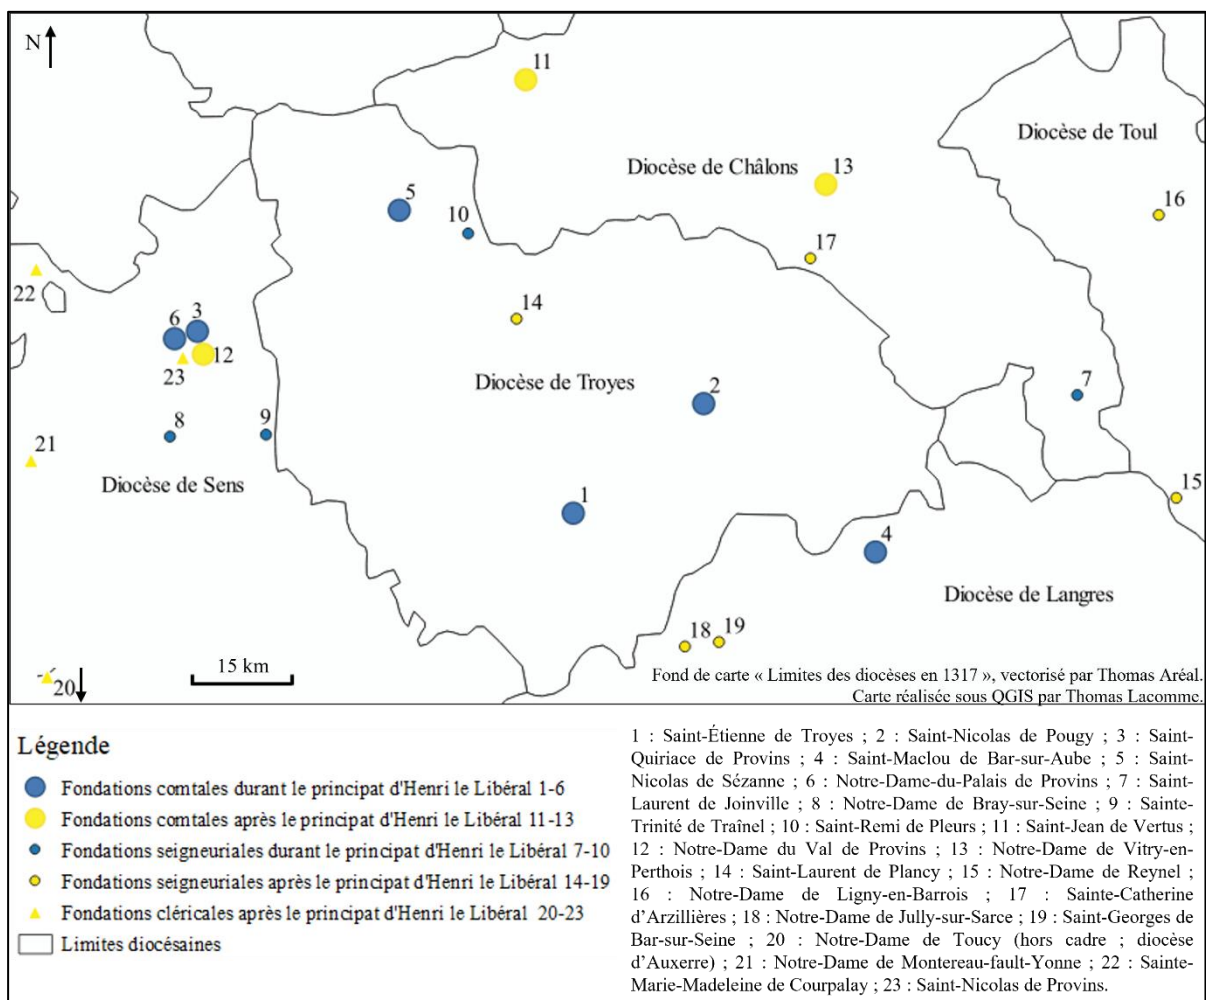 N
11
Diocèse de Toul
Diocèse de Châlons
13
5
16
10
17
22
14
6
3
12
23
Diocèse de Troyes
2
7
8
9
21
Diocèse de Sens
1
15
4
Diocèse de Langres
18
19
15 km
20
Fond de carte « Limites des diocèses en 1317 », vectorisé par Thomas Aréal.
Carte réalisée sous QGIS par Thomas Lacomme.
Légende
Fondations comtales durant le principat d'Henri le Libéral 1-6
Fondations comtales après le principat d'Henri le Libéral 11-13
Fondations seigneuriales durant le principat d'Henri le Libéral 7-10
Fondations seigneuriales après le principat d'Henri le Libéral 14-19
Fondations cléricales après le principat d'Henri le Libéral 20-23
Limites diocésaines
1 : Saint-Étienne de Troyes ; 2 : Saint-Nicolas de Pougy ; 3 : Saint-
Quiriace de Provins ; 4 : Saint-Maclou de Bar-sur-Aube ; 5 : Saint-
Nicolas de Sézanne ; 6 : Notre-Dame-du-Palais de Provins ; 7 : Saint-
Laurent de Joinville ; 8 : Notre-Dame de Bray-sur-Seine ; 9 : Sainte-
Trinité de Traînel ; 10 : Saint-Remi de Pleurs ; 11 : Saint-Jean de Vertus ;
12 : Notre-Dame du Val de Provins ; 13 : Notre-Dame de Vitry-en-
Perthois ; 14 : Saint-Laurent de Plancy ; 15 : Notre-Dame de Reynel ;
16 : Notre-Dame de Ligny-en-Barrois ; 17 : Sainte-Catherine
d’Arzillières ; 18 : Notre-Dame de Jully-sur-Sarce ; 19 : Saint-Georges de
Bar-sur-Seine ; 20 : Notre-Dame de Toucy (hors cadre ; diocèse
d’Auxerre) ; 21 : Notre-Dame de Montereau-fault-Yonne ; 22 : Sainte-
Marie-Madeleine de Courpalay ; 23 : Saint-Nicolas de Provins.